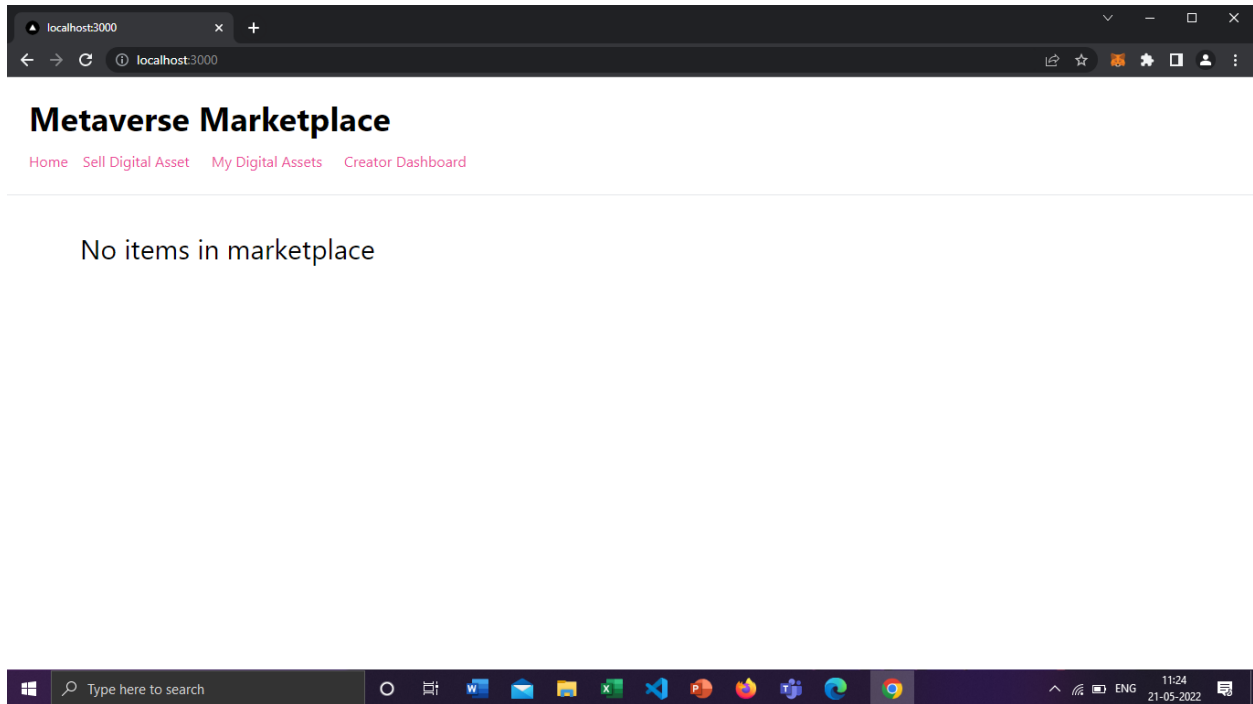 localhost:3000
localhost:3000
Metaverse Marketplace
Home Sell Digital Asset My Digital Assets Creator Dashboard
No items in marketplace
Type here to search
ENG
11:24
21-05-2022